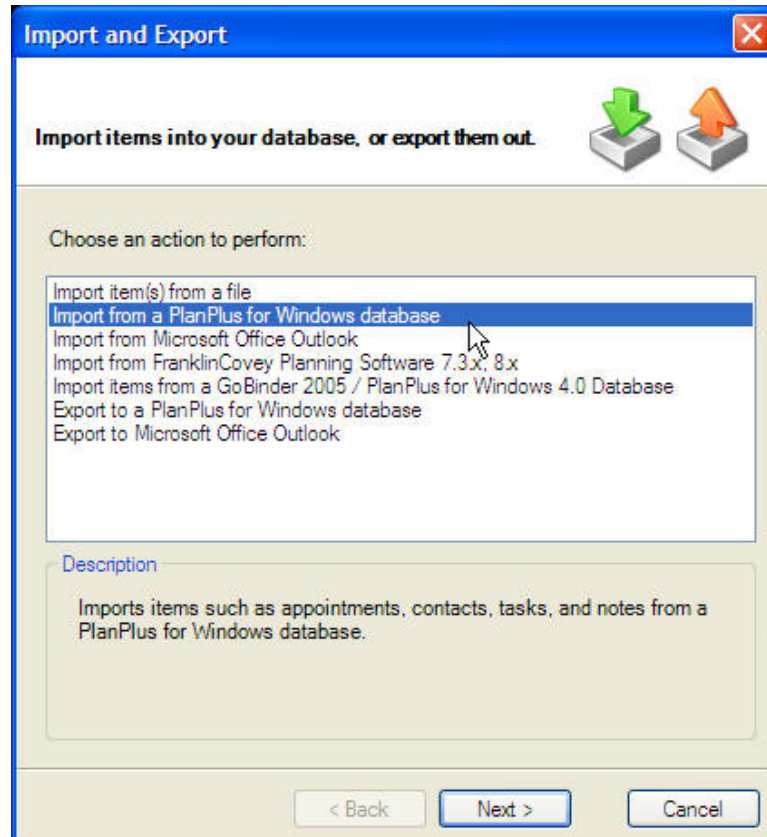 Import and Export
Import items into your database, or export them out.
Choose an action to perform:
Import item(s) from a file
Import from a PlanPlus for Windows database
Import from Microsoft Office Outlook
Import from FranklinCovey Planning Software 7.3.x, 8.x
Import items from a GoBinder 2005 / PlanPlus for Windows 4.0 Database
Export to a PlanPlus for Windows database
Export to Microsoft Office Outlook
Description
Imports items such as appointments, contacts, tasks, and notes from a
PlanPlus for Windows database.
< Back Next > Cancel